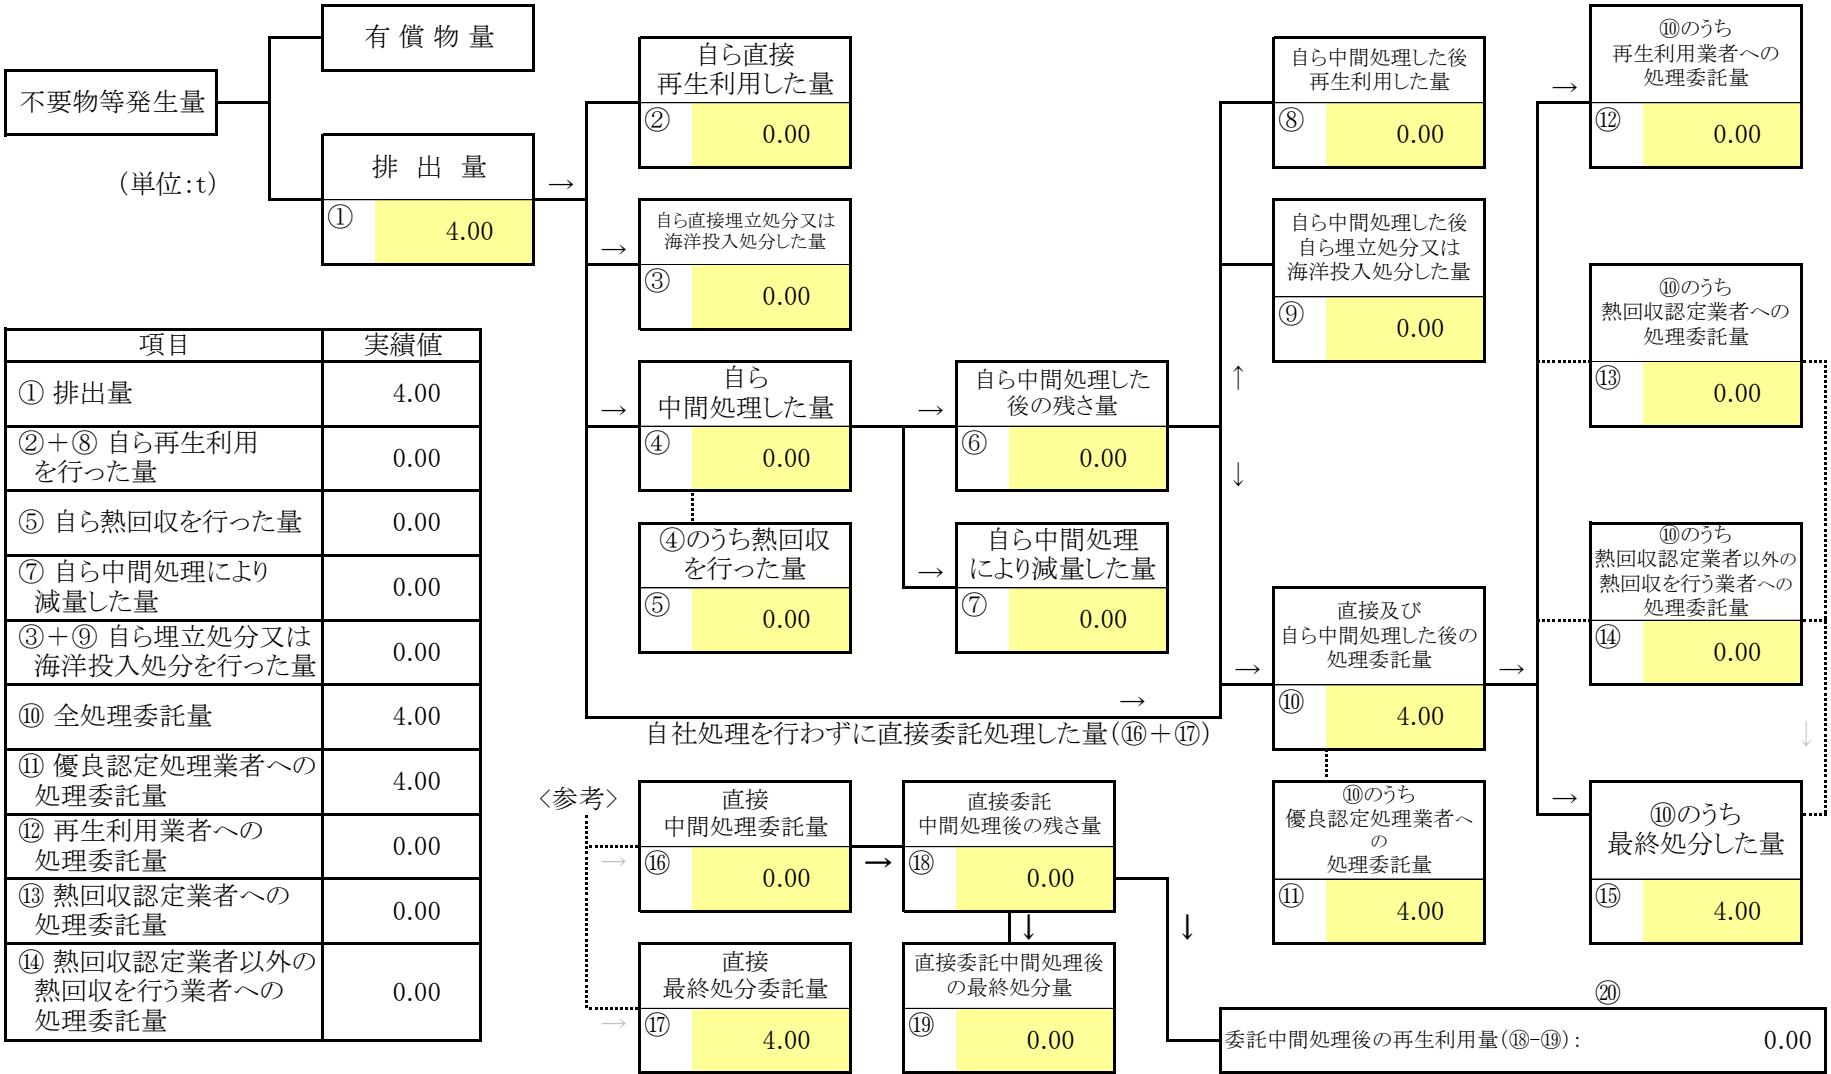 有 償 物 量
不要物等発生量
(単位:t)
排 出 量
→
① 4.00
自ら直接
再生利用した量
② 0.00
自ら直接埋立処分又は
海洋投入処分した量
→
③ 0.00
自ら
中間処理した量
→
④ 0.00
④のうち熱回収
を行った量
⑤ 0.00
自ら中間処理した
後の残さ量
→
⑥ 0.00
自ら中間処理
により減量した量
→
⑦ 0.00
自ら中間処理した後
再生利用した量
⑧ 0.00
自ら中間処理した後
自ら埋立処分又は
海洋投入処分した量
⑨ 0.00
↑
↓
直接及び
自ら中間処理した後の
処理委託量
→
⑩ 4.00
→
⑩のうち
優良認定処理業者へ
の
処理委託量
⑪ 4.00
⑩のうち
再生利用業者への
処理委託量
→
⑫ 0.00
⑩のうち
熱回収認定業者への
処理委託量
⑬ 0.00
⑩のうち
熱回収認定業者以外の
熱回収を行う業者への
処理委託量
⑭ 0.00
↓
→
⑩のうち
最終処分した量
⑮ 4.00
→
自社処理を行わずに直接委託処理した量(⑯+⑰)
〈参考〉
直接
中間処理委託量
→
⑯ 0.00
→
直接
最終処分委託量
→
⑰ 4.00
直接委託
中間処理後の残さ量
⑱ 0.00
↓
直接委託中間処理後
の最終処分量
⑲ 0.00
↓
⑳
委託中間処理後の再生利用量(⑱-⑲): 0.00
項目 実績値
① 排出量 4.00
②+⑧ 自ら再生利用
を行った量 0.00
⑤ 自ら熱回収を行った量 0.00
⑦ 自ら中間処理により
減量した量 0.00
③+⑨ 自ら埋立処分又は
海洋投入処分を行った量 0.00
⑩ 全処理委託量 4.00
⑪ 優良認定処理業者への
処理委託量 4.00
⑫ 再生利用業者への
処理委託量 0.00
⑬ 熱回収認定業者への
処理委託量 0.00
⑭ 熱回収認定業者以外の
熱回収を行う業者への
処理委託量 0.00